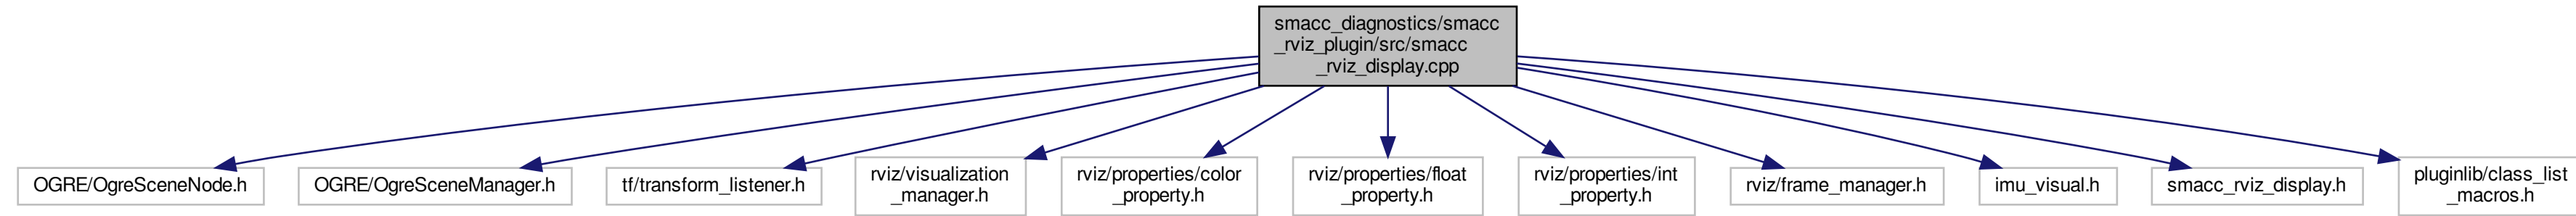 smacc_diagnostics/smacc
_rviz_plugin/src/smacc
_rviz_display.cpp
OGRE/OgreSceneNode.h
OGRE/OgreSceneManager.h
tf/transform_listener.h
rviz/visualization
_manager.h
rviz/properties/color
_property.h
rviz/properties/float
_property.h
rviz/properties/int
_property.h
rviz/frame_manager.h
imu_visual.h
smacc_rviz_display.h
pluginlib/class_list
_macros.h